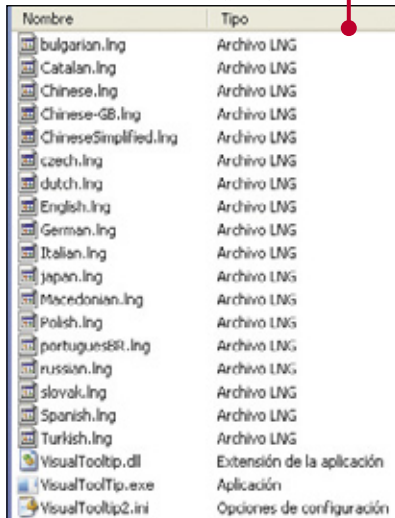 Nombre Tipo
bulgarian.lng Archivo LNG
Catalan.lng Archivo LNG
Chinese.lng Archivo LNG
Chinese-GB.lng Archivo LNG
ChineseSimplified.lng Archivo LNG
czech.lng Archivo LNG
dutch.lng Archivo LNG
English.lng Archivo LNG
German.lng Archivo LNG
Italian.lng Archivo LNG
japan.lng Archivo LNG
Macedonian.lng Archivo LNG
Polish.lng Archivo LNG
portuguesBR.lng Archivo LNG
russian.lng Archivo LNG
slovak.lng Archivo LNG
Spanish.lng Archivo LNG
Turkish.lng Archivo LNG
VisualTooltip.dll Extensión de la aplicación
VisualToolTip.exe Aplicación
VisualTooltip2.ini Opciones de configuración